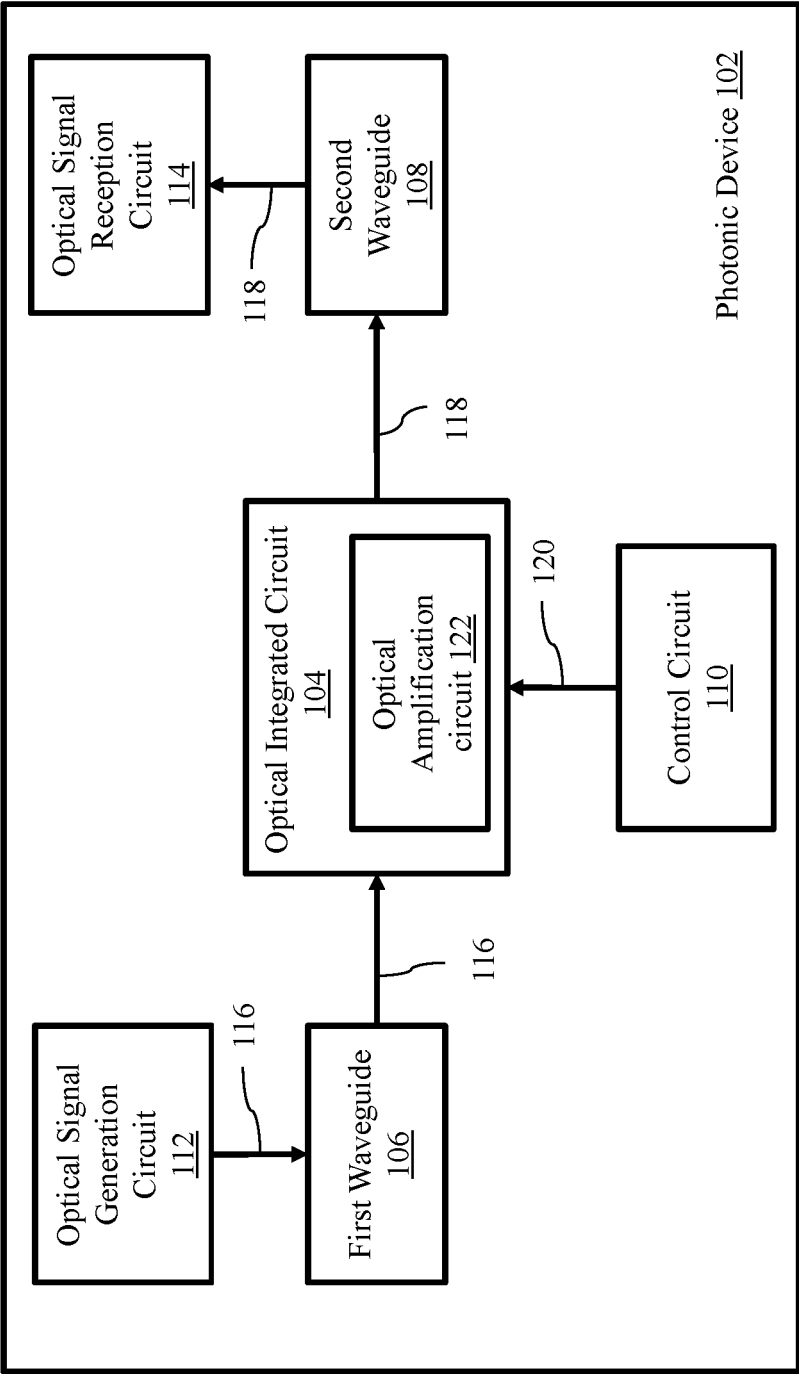 Optical Signal
Generation
Circuit
112
116
First Waveguide
106
116
Optical Integrated Circuit
104
Optical
Amplification
circuit 122
120
Control Circuit
110
118
Second
Waveguide
108
118
Optical Signal
Reception
Circuit
114
Photonic Device 102